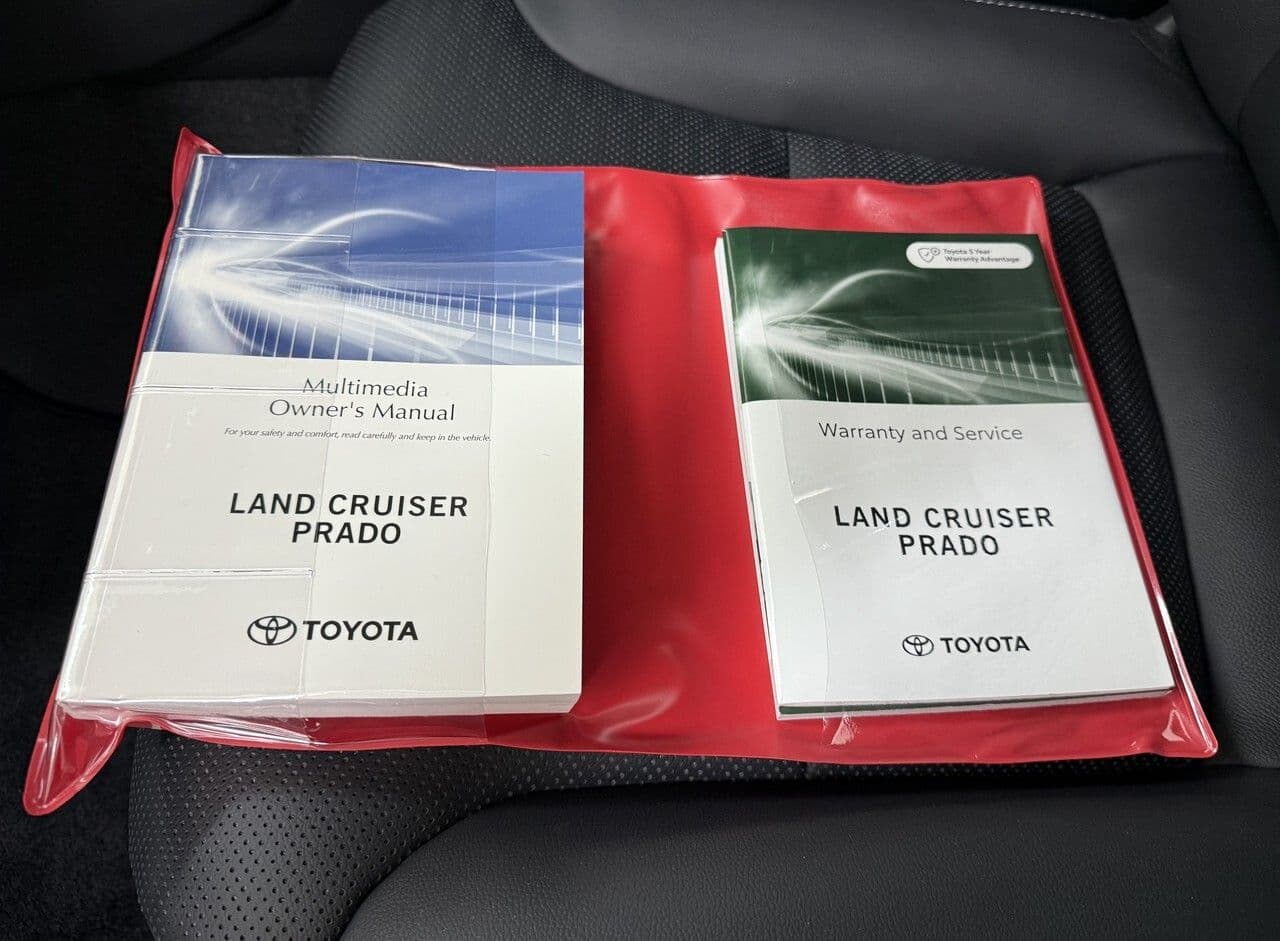 Multimedia
Owner's Manual
For your safety and comfort, read carefully and keep in the vehicle.
LAND CRUISER
PRADO
TOYOTA
Toyota 5 Year
Warranty Advantage
Warranty and Service
LAND CRUISER
PRADO
TOYOTA